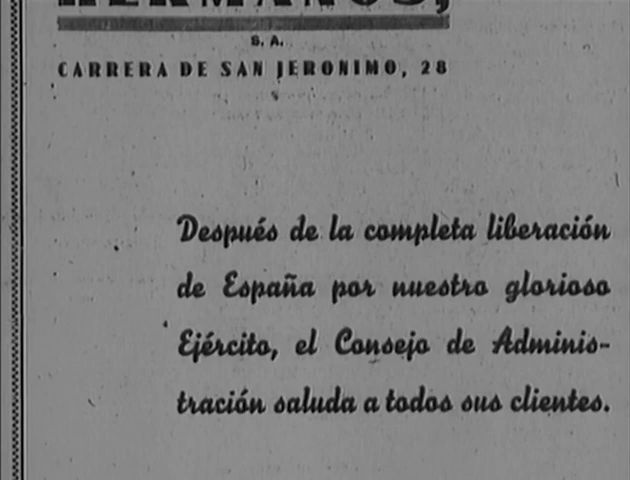 HERMANOS,
S. A.
CARRERA DE SAN JERONIMO, 28
Después de la completa liberación
de España por nuestro glorioso
Ejército, el Consejo de Adminis-
tración saluda a todos sus clientes.